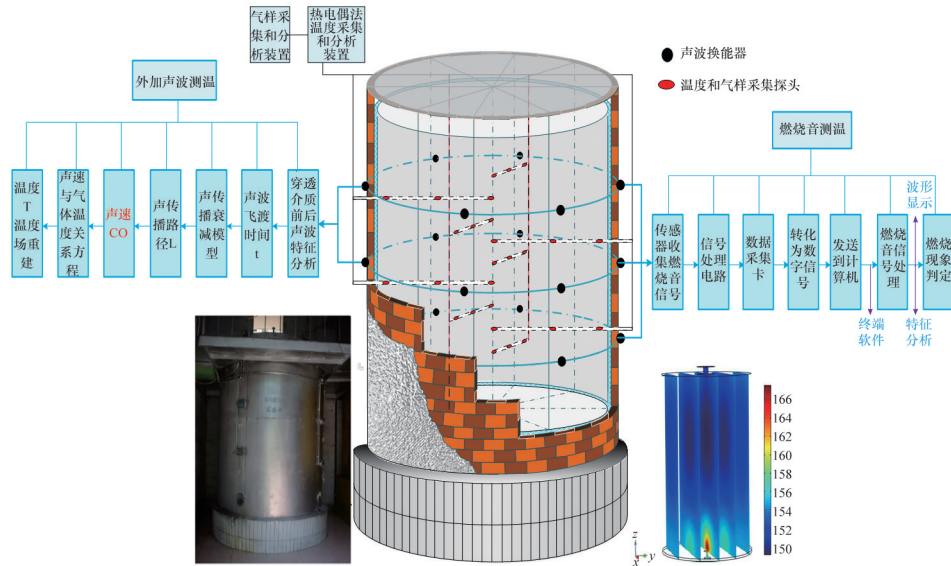 气样采
集和分
析装置
热电偶法
温度采集
和分析
装置
声波换能器
温度和气样采集探头
外加声波测温
温度T温度场重建
声速与气体温度关系方程
声速CO
声传播路径L
声传播衰减模型
声波飞渡时间t
穿透介质前后声波特征分析
燃烧音测温
波形
显示
传感
器收
集燃
烧音
信号
信号
处理
电路
数据
采集
卡
转化
为数
字信
号
发送
到计
算机
燃烧
音信
号处
理
燃烧
现象
判定
终端
软件
特征
分析
166
164
162
160
158
156
154
152
150
z
y
x